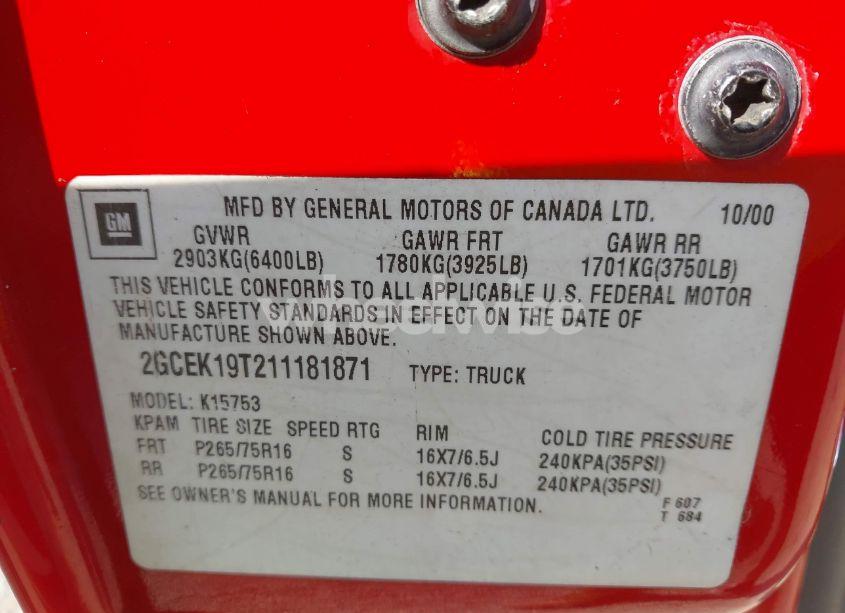 GM
MFD BY GENERAL MOTORS OF CANADA LTD. 10/00
GVWR GAWR FRT GAWR RR
2903KG(6400LB) 1780KG(3925LB) 1701KG(3750LB)
THIS VEHICLE CONFORMS TO ALL APPLICABLE U.S. FEDERAL MOTOR
VEHICLE SAFETY STANDARDS IN EFFECT ON THE DATE OF
MANUFACTURE SHOWN ABOVE.
2GCEK19T211181871 TYPE: TRUCK
MODEL: K15753
KPAM TIRE SIZE SPEED RTG RIM COLD TIRE PRESSURE
FRT P265/75R16 S 16X7/6.5J 240KPA(35PSI)
RR P265/75R16 S 16X7/6.5J 240KPA(35PSI)
SEE OWNER'S MANUAL FOR MORE INFORMATION.
F 607
T 684